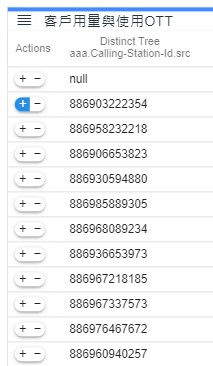 客戶用量與使用OTT
Actions
Distinct Tree
aaa.Calling-Station-Id.src
+ − null
+ − 886903222354
+ − 886958232218
+ − 886906653823
+ − 886930594880
+ − 886985889305
+ − 886968089234
+ − 886936653973
+ − 886967218185
+ − 886967337573
+ − 886976467672
+ − 886960940257